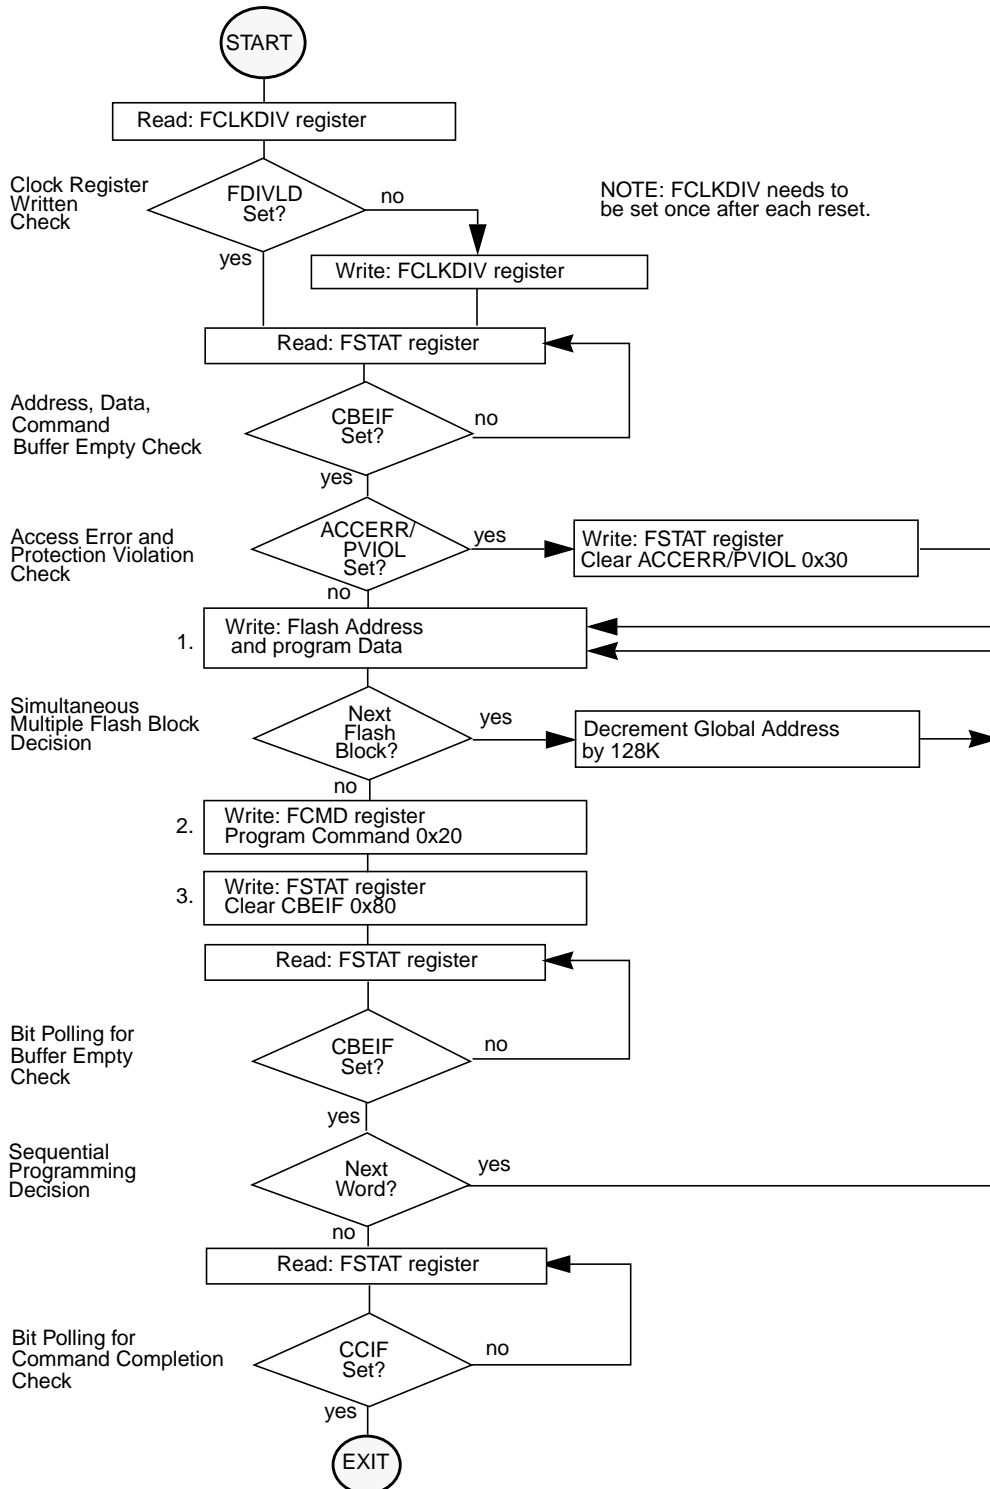 START
Read: FCLKDIV register
Clock Register
Written
Check
FDIVLD
Set?
no
NOTE: FCLKDIV needs to
be set once after each reset.
yes
Write: FCLKDIV register
Read: FSTAT register
Address, Data,
Command
Buffer Empty Check
CBEIF
Set?
no
yes
Access Error and
Protection Violation
Check
ACCERR/
PVIOL
Set?
yes
Write: FSTAT register
Clear ACCERR/PVIOL 0x30
no
1.
Write: Flash Address
and program Data
Simultaneous
Multiple Flash Block
Decision
Next
Flash
Block?
yes
Decrement Global Address
by 128K
no
2.
Write: FCMD register
Program Command 0x20
3.
Write: FSTAT register
Clear CBEIF 0x80
Read: FSTAT register
Bit Polling for
Buffer Empty
Check
CBEIF
Set?
no
yes
Sequential
Programming
Decision
Next
Word?
yes
no
Read: FSTAT register
Bit Polling for
Command Completion
Check
CCIF
Set?
no
yes
EXIT